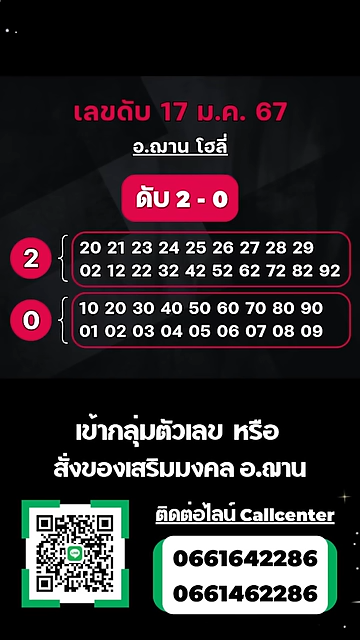 เลขดับ 17 ม.ค. 67
อ.ฌาน โฮลี่
ดับ 2 - 0
2
20 21 23 24 25 26 27 28 29
02 12 22 32 42 52 62 72 82 92
0
10 20 30 40 50 60 70 80 90
01 02 03 04 05 06 07 08 09
เข้ากลุ่มตัวเลข หรือ
สั่งของเสริมมงคล อ.ฌาน
ติดต่อไลน์ Callcenter
0661642286
0661462286